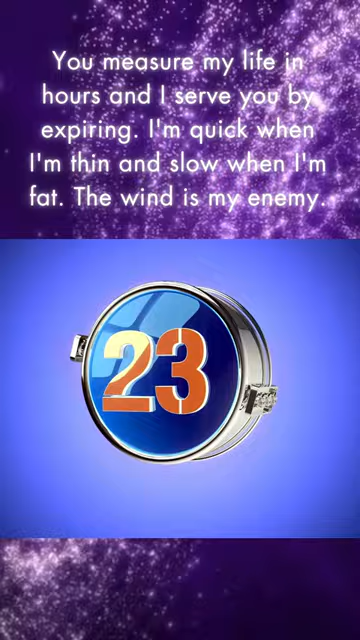 You measure my life in
hours and I serve you by
expiring. I'm quick when
I'm thin and slow when I'm
fat. The wind is my enemy.
23